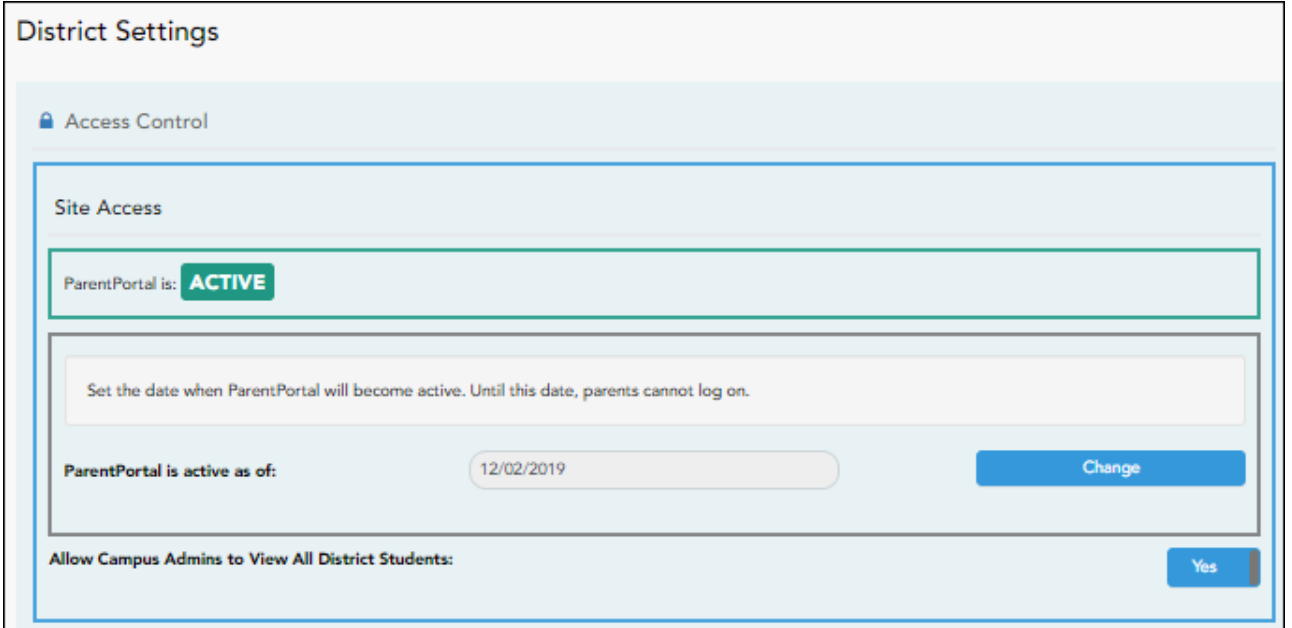 District Settings
Access Control
Site Access
ParentPortal is: ACTIVE
Set the date when ParentPortal will become active. Until this date, parents cannot log on.
ParentPortal is active as of: 12/02/2019 Change
Allow Campus Admins to View All District Students: Yes